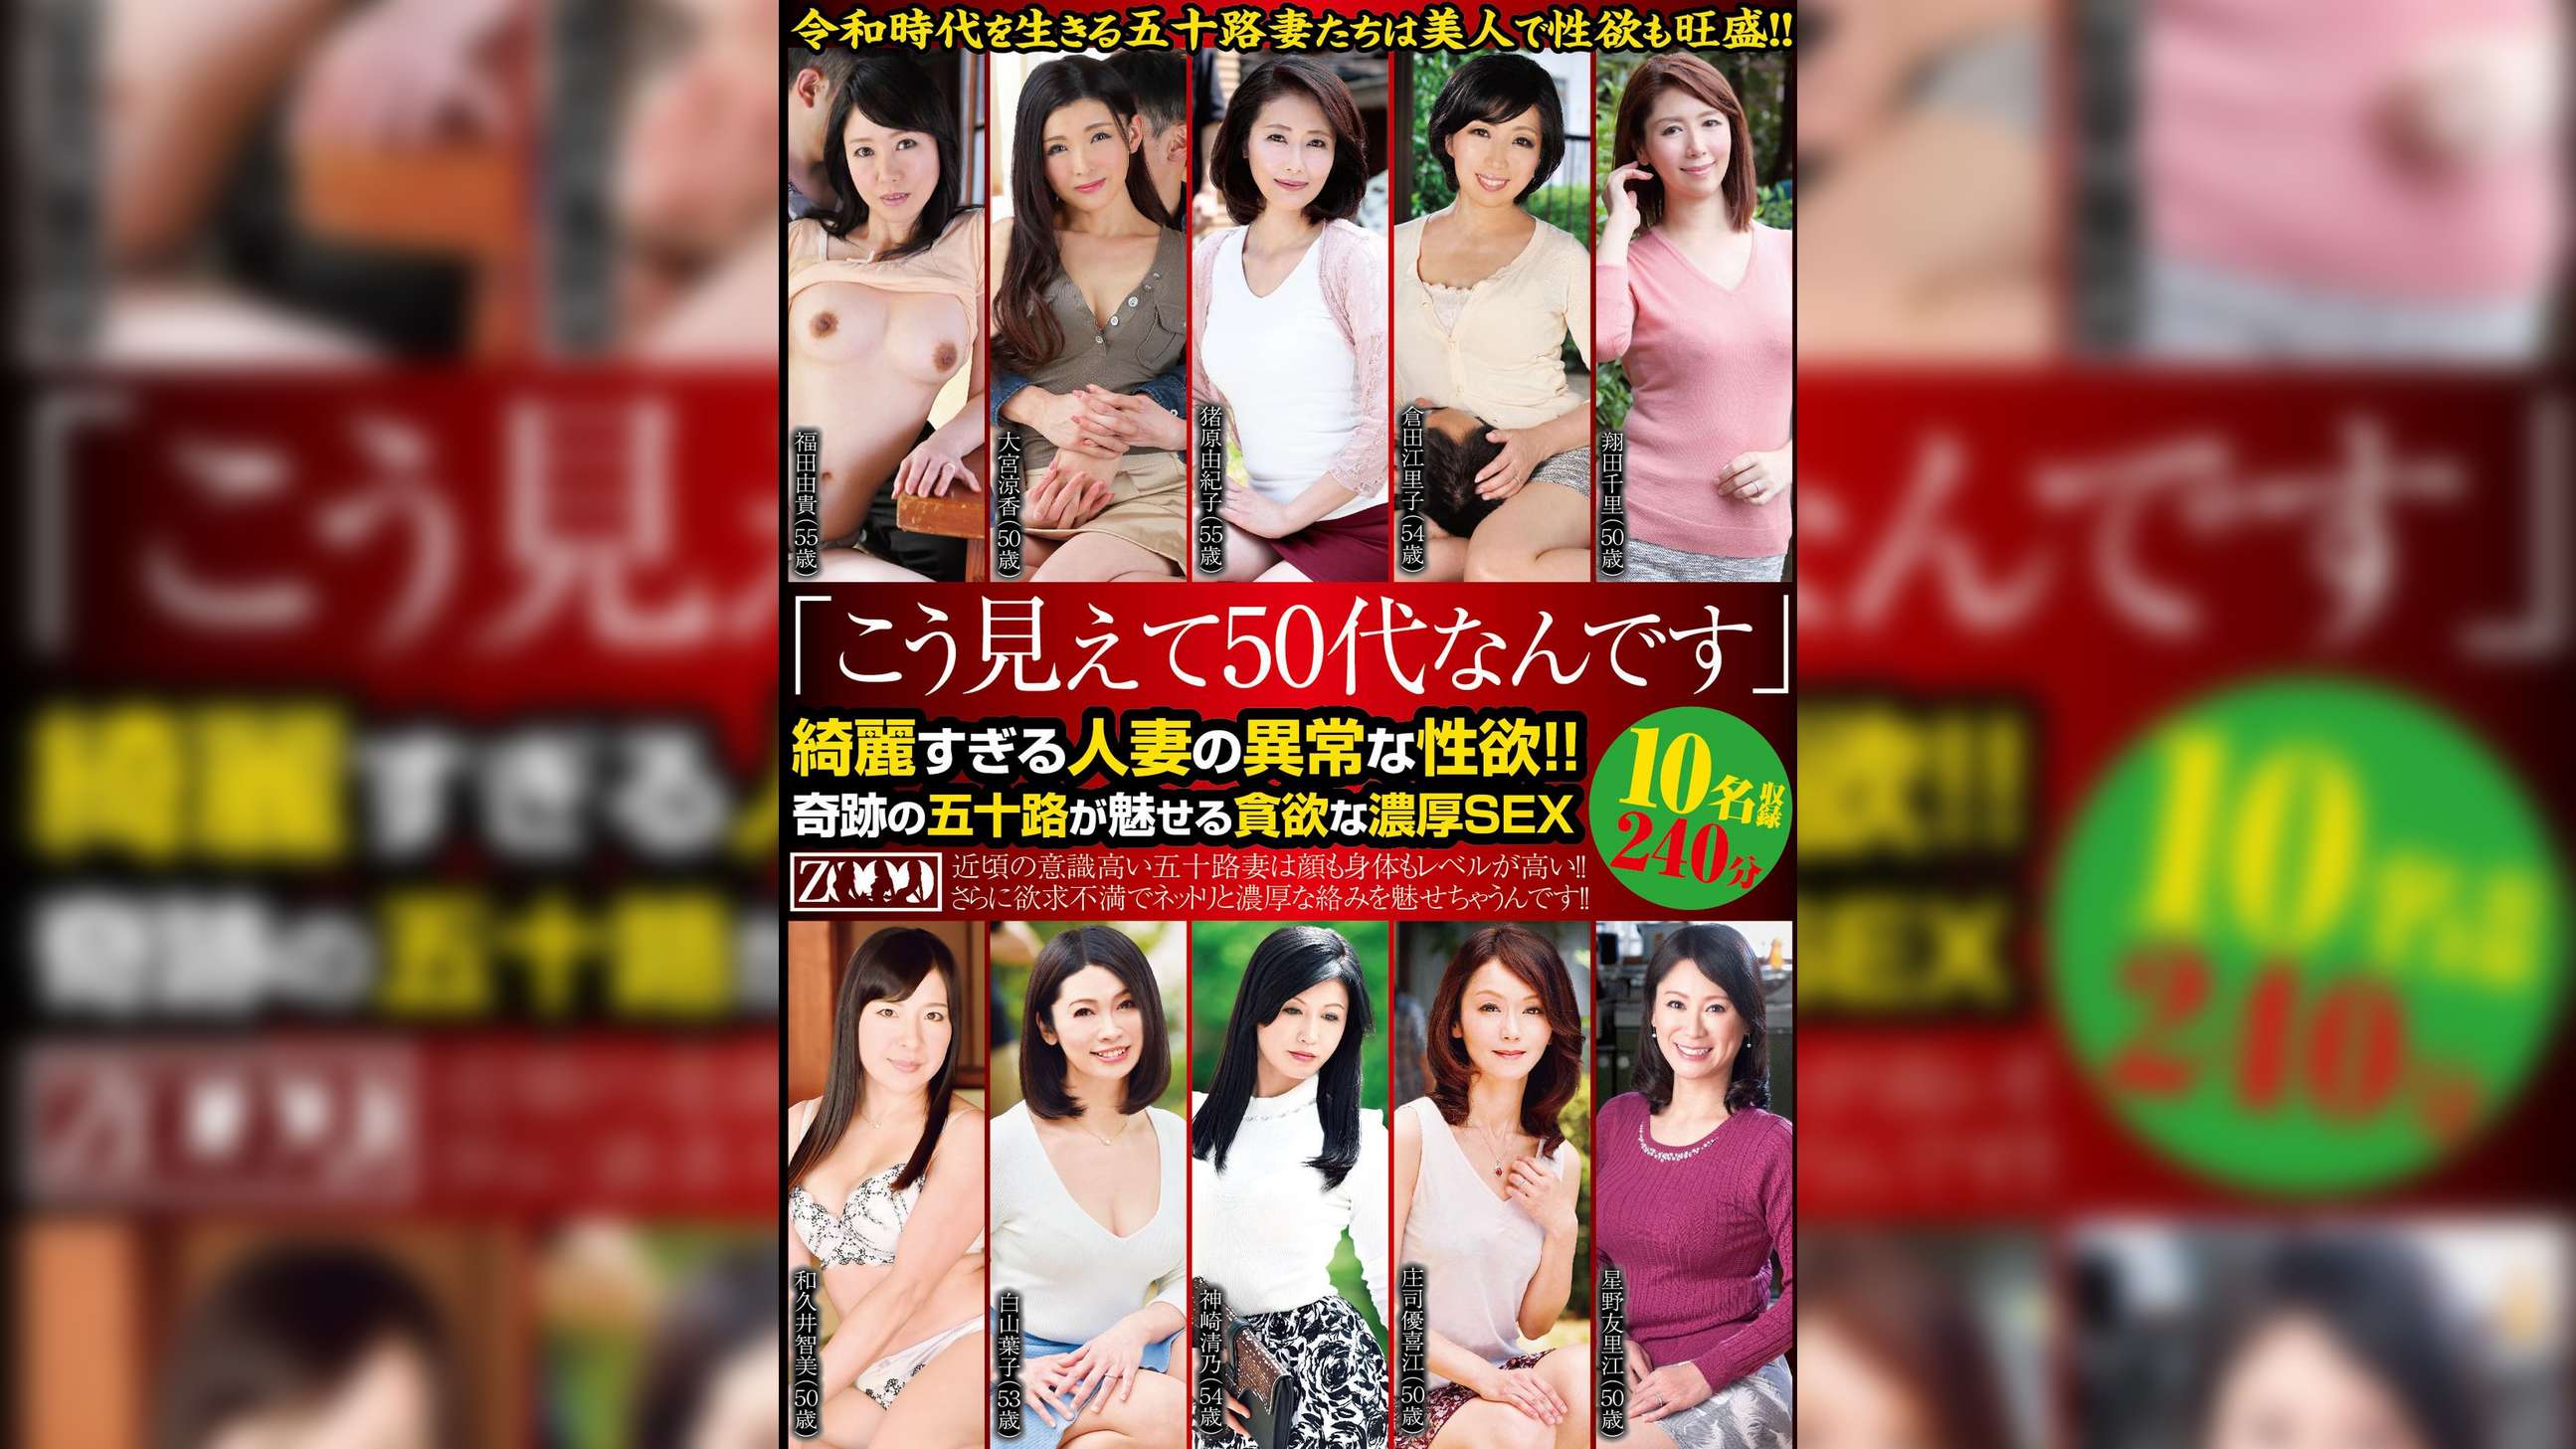 令和時代を生きる五十路妻たちは美人で性欲も旺盛!!
福田由貴(55歳)
大宮涼香(50歳)
猪原由紀子(55歳)
倉田江里子(54歳)
翔田千里(50歳)
「こう見えて50代なんです」
綺麗すぎる人妻の異常な性欲!!
奇跡の五十路が魅せる貪欲な濃厚SEX
10名収録
240分
近頃の意識高い五十路妻は顔も身体もレベルが高い!!
さらに欲求不満でネットリと濃厚な絡みを魅せちゃうんです!!
和久井智美(50歳)
白山葉子(53歳)
神崎清乃(54歳)
庄司優喜江(50歳)
星野友里江(50歳)